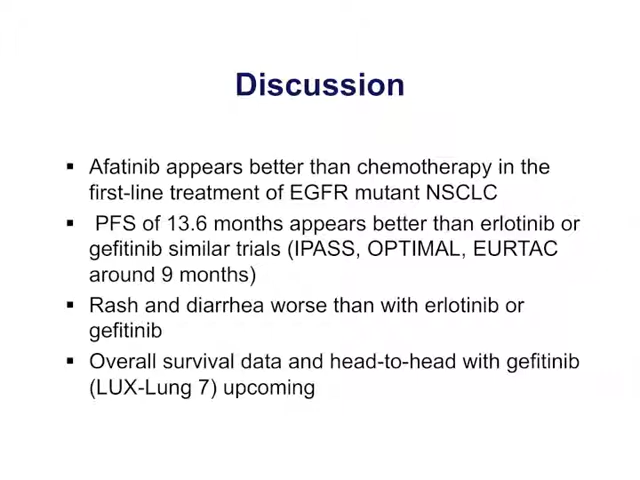 Discussion
▪ Afatinib appears better than chemotherapy in the
first-line treatment of EGFR mutant NSCLC
▪ PFS of 13.6 months appears better than erlotinib or
gefitinib similar trials (IPASS, OPTIMAL, EURTAC
around 9 months)
▪ Rash and diarrhea worse than with erlotinib or
gefitinib
▪ Overall survival data and head-to-head with gefitinib
(LUX-Lung 7) upcoming